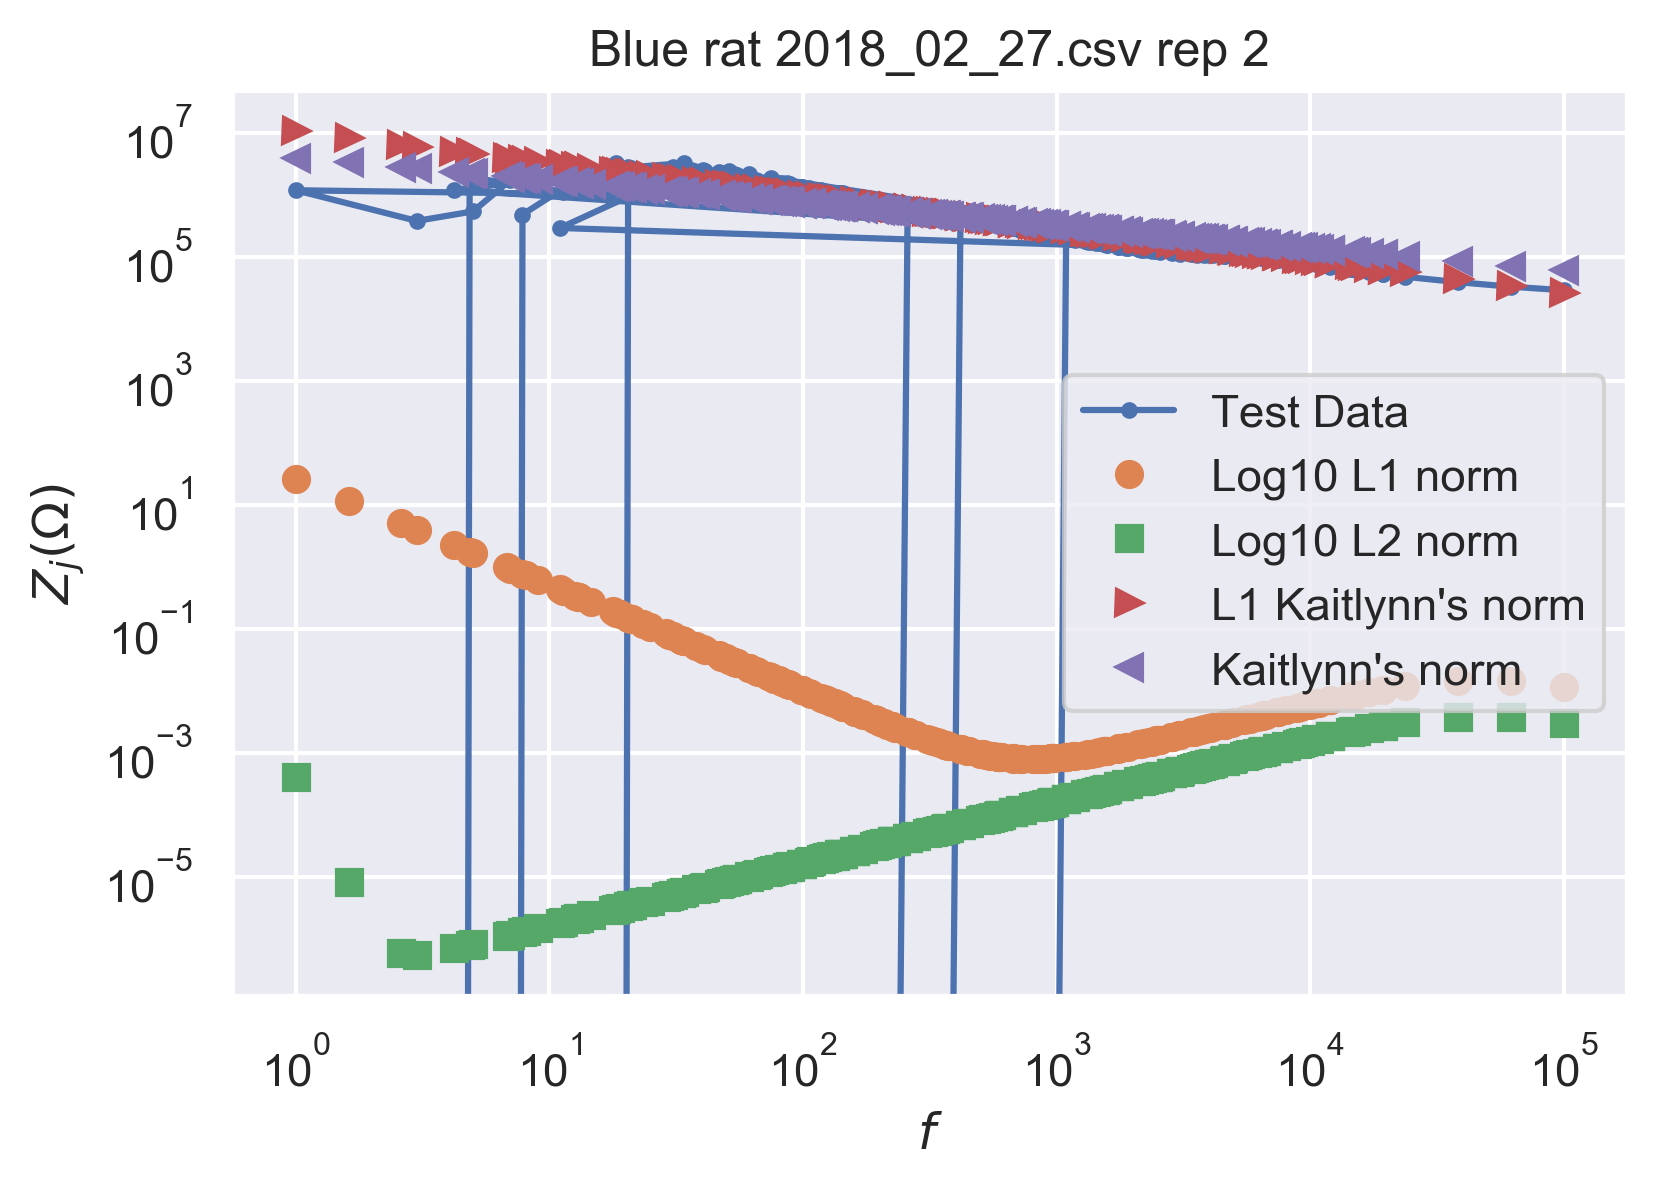 Blue rat 2018_02_27.csv rep 2
10^7
10^5
10^3
10^1
10^−1
10^−3
10^−5
Z_j(Ω)
Test Data
Log10 L1 norm
Log10 L2 norm
L1 Kaitlynn's norm
Kaitlynn's norm
10^0 10^1 10^2 10^3 10^4 10^5
f